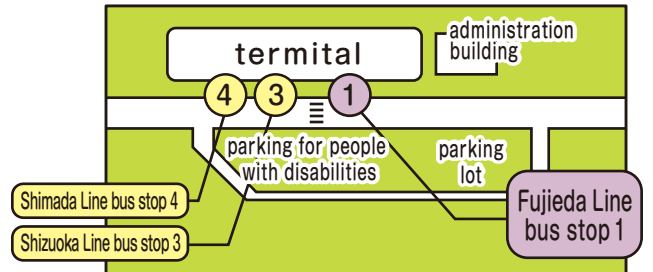 administration
building
termital
4
3
1
parking for people
with disabilities
parking
lot
Shimada Line bus stop 4
Shizuoka Line bus stop 3
Fujieda Line
bus stop 1